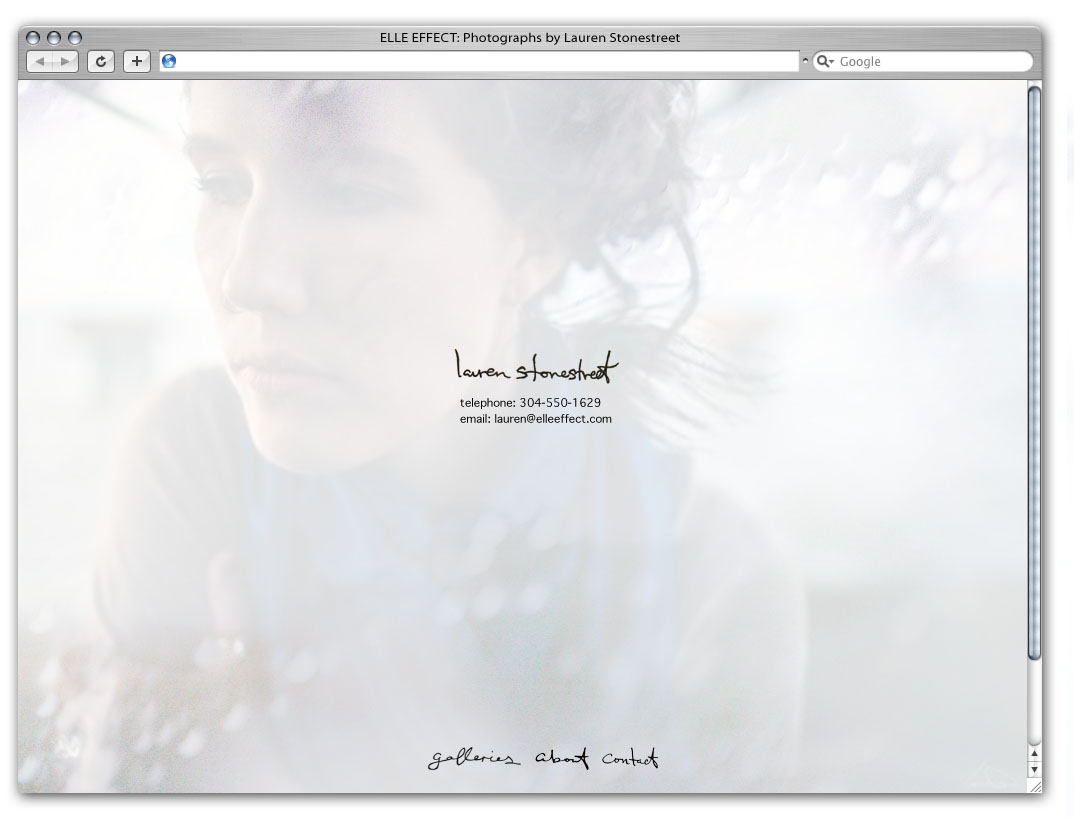 ELLE EFFECT: Photographs by Lauren Stonestreet
Google
lauren stonestreet
telephone: 304-550-1629
email: lauren@elleeffect.com
galleries about contact